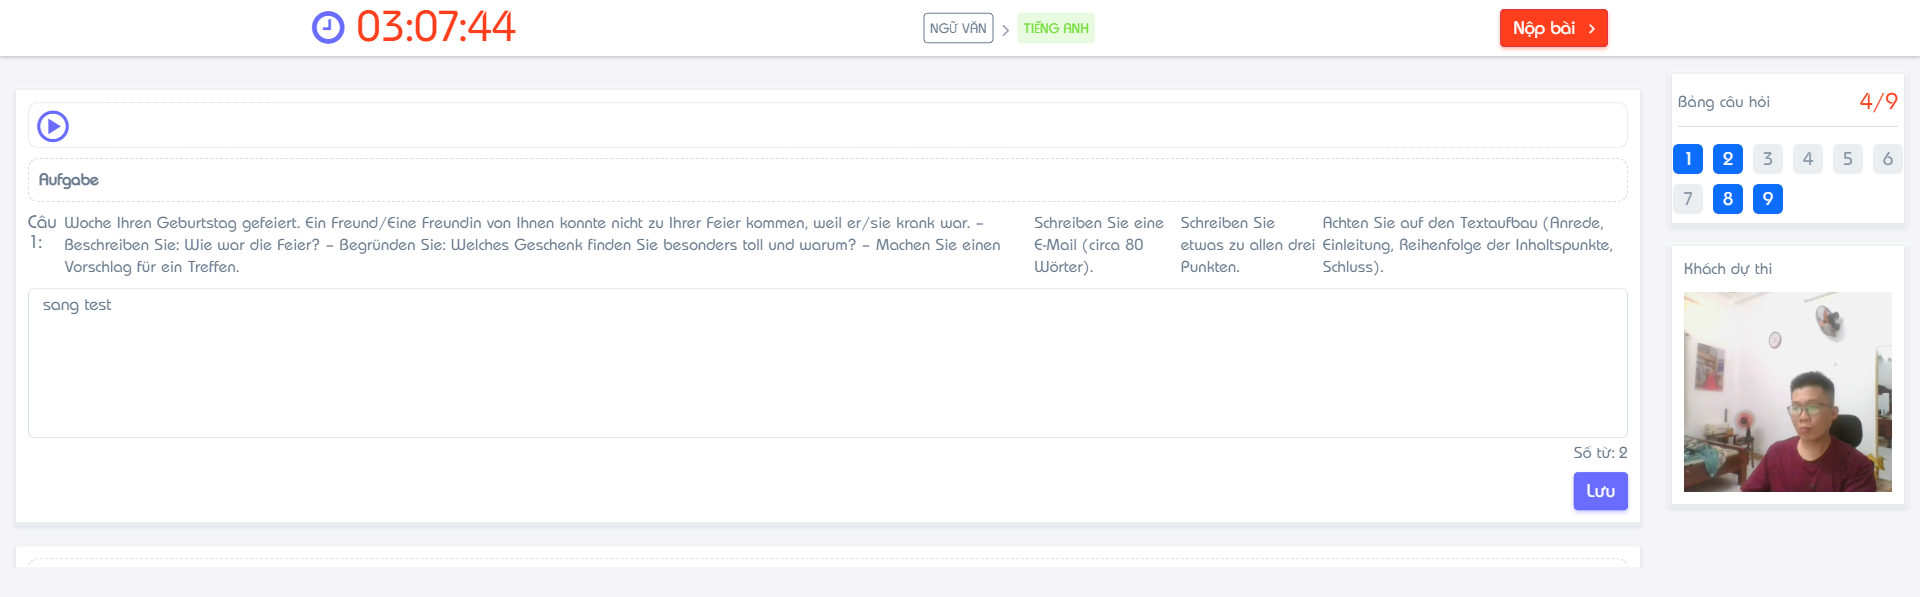 03:07:44
NGỮ VĂN
TIẾNG ANH
Nộp bài
Aufgabe
Câu 1:
Woche Ihren Geburtstag gefeiert. Ein Freund/Eine Freundin von Ihnen konnte nicht zu Ihrer Feier kommen, weil er/sie krank war. –
Beschreiben Sie: Wie war die Feier? – Begründen Sie: Welches Geschenk finden Sie besonders toll und warum? – Machen Sie einen
Vorschlag für ein Treffen.
Schreiben Sie eine
E-Mail (circa 80
Wörter).
Schreiben Sie
etwas zu allen drei
Punkten.
Achten Sie auf den Textaufbau (Anrede,
Einleitung, Reihenfolge der Inhaltspunkte,
Schluss).
sang test
Số từ: 2
Lưu
Bảng câu hỏi
4/9
1 2 3 4 5 6
7 8 9
Khách dự thi